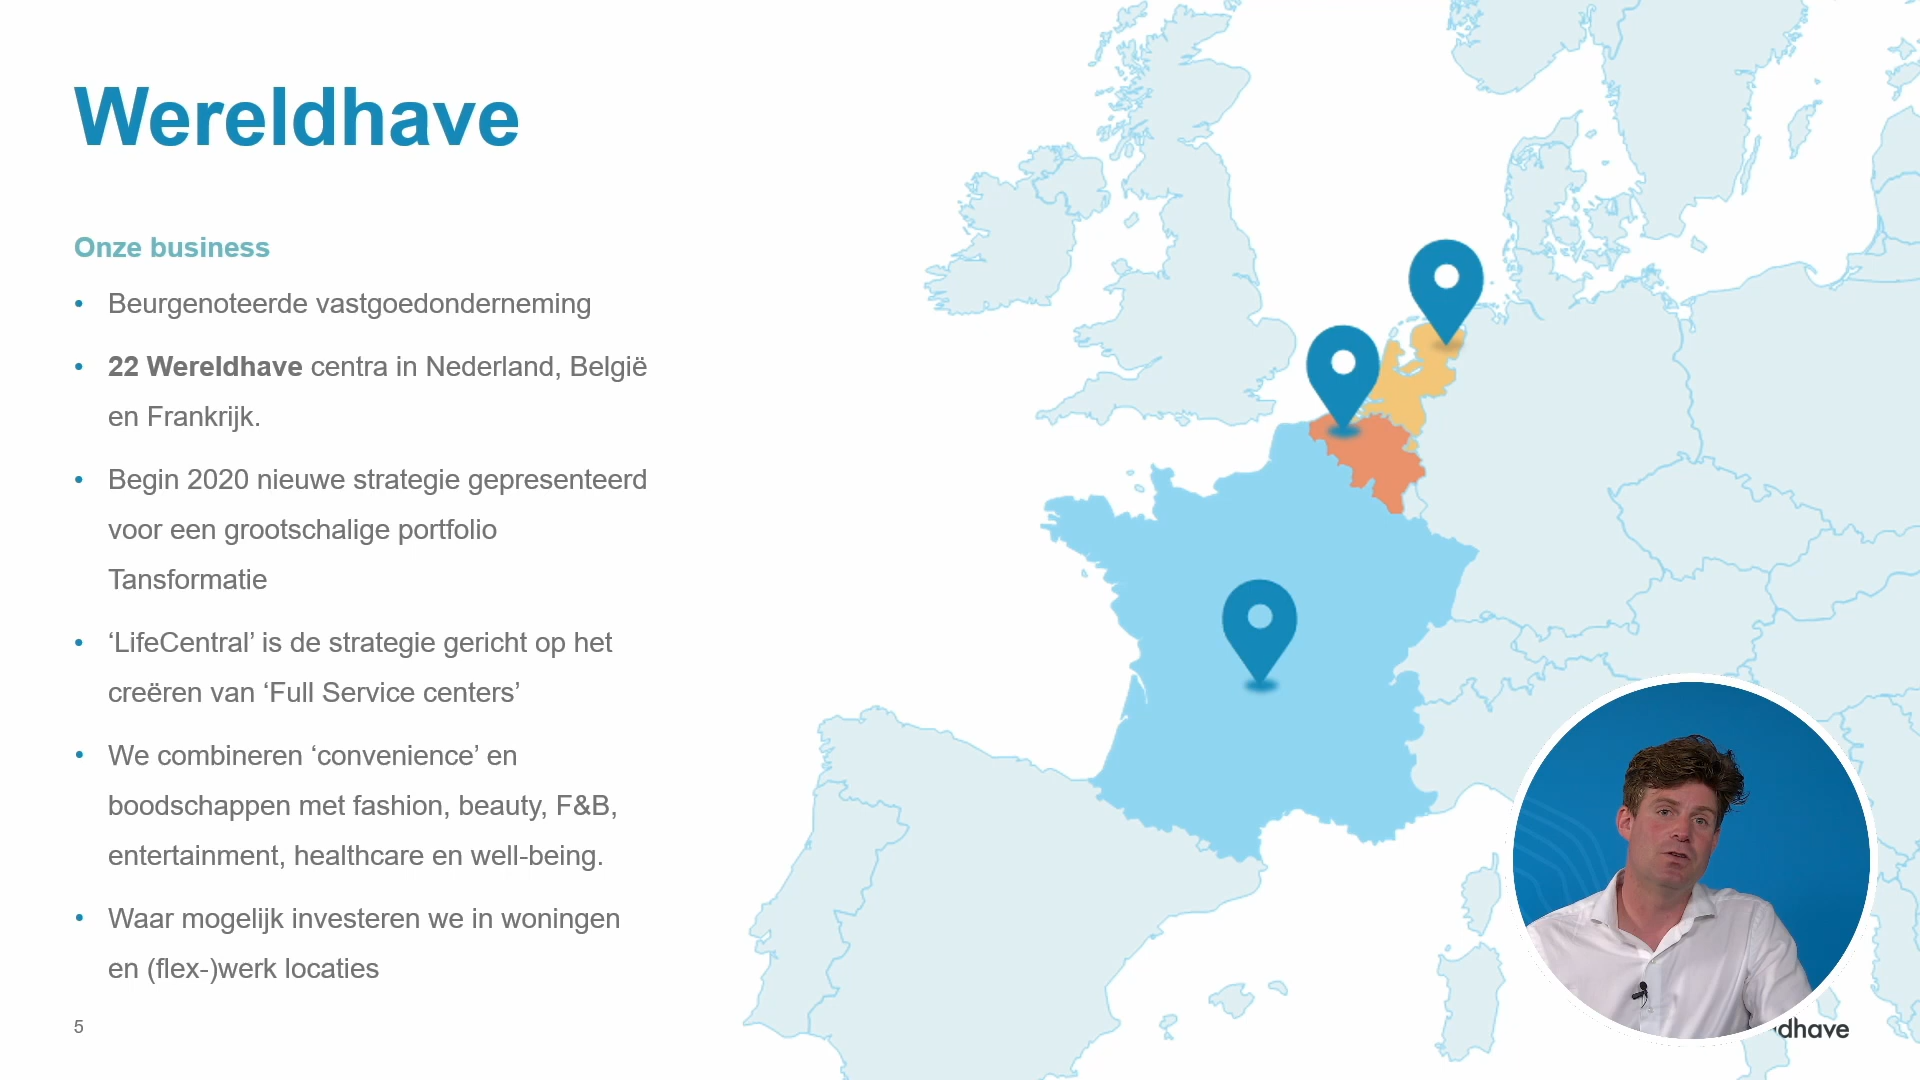 Wereldhave
Onze business
• Beurgenoteerde vastgoedonderneming
• 22 Wereldhave centra in Nederland, België
en Frankrijk.
• Begin 2020 nieuwe strategie gepresenteerd
voor een grootschalige portfolio
Tansformatie
• ‘LifeCentral’ is de strategie gericht op het
creëren van ‘Full Service centers’
• We combineren ‘convenience’ en
boodschappen met fashion, beauty, F&B,
entertainment, healthcare en well-being.
• Waar mogelijk investeren we in woningen
en (flex-)werk locaties
5
dhave